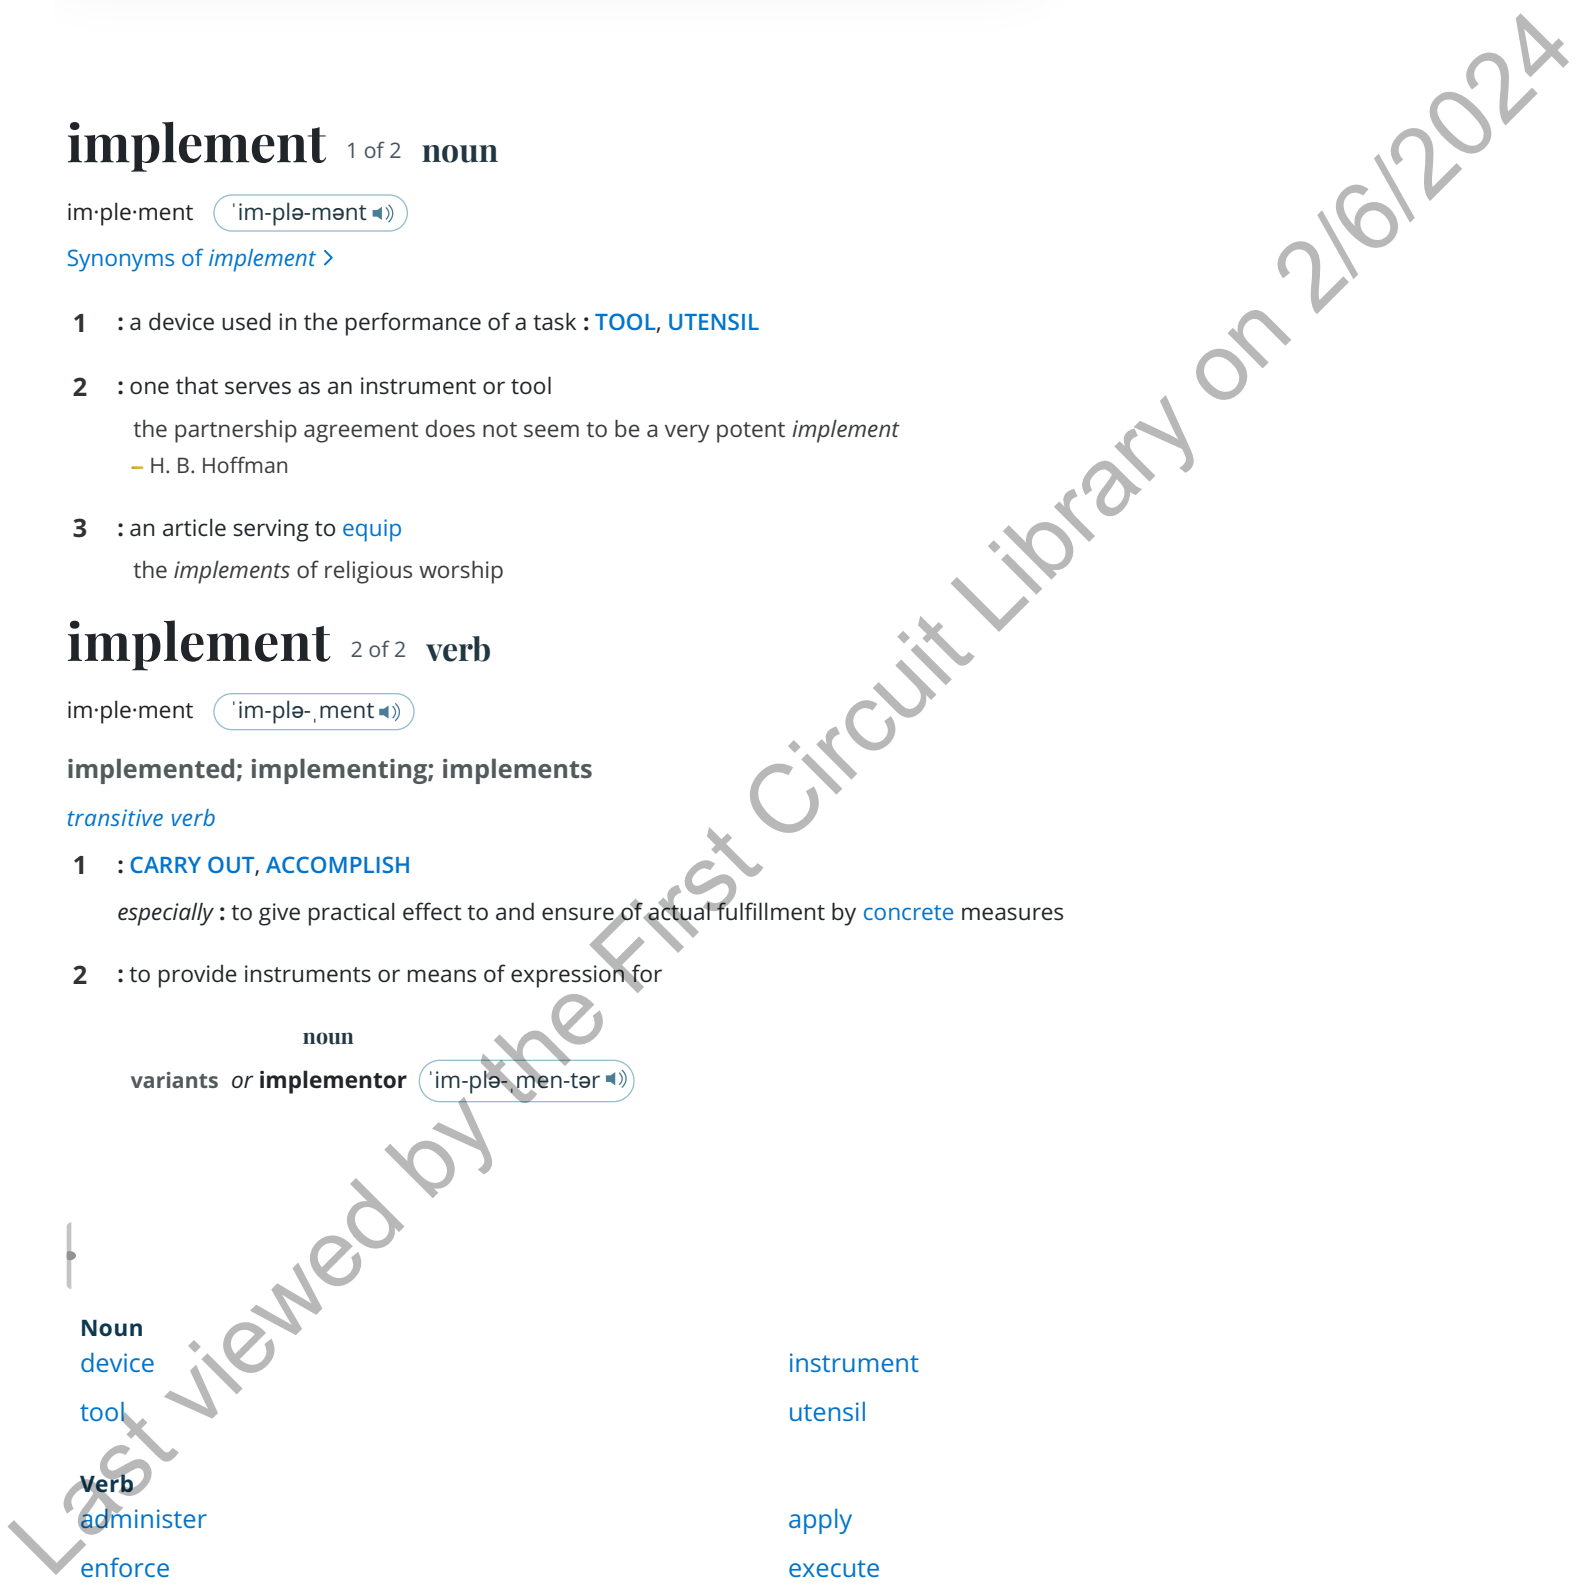 implement 1 of 2 noun
im·ple·ment ˈim-plə-mənt
Synonyms of implement
1 : a device used in the performance of a task : TOOL, UTENSIL
2 : one that serves as an instrument or tool
the partnership agreement does not seem to be a very potent implement
– H. B. Hoffman
3 : an article serving to equip
the implements of religious worship
implement 2 of 2 verb
im·ple·ment ˈim-plə-ˌment
implemented; implementing; implements
transitive verb
1 : CARRY OUT, ACCOMPLISH
especially : to give practical effect to and ensure of actual fulfillment by concrete measures
2 : to provide instruments or means of expression for
noun
variants or implementor ˈim-plə-ˌmen-tər
Noun
device instrument
tool utensil
Verb
administer apply
enforce execute
Last viewed by the First Circuit Library on 2/6/2024